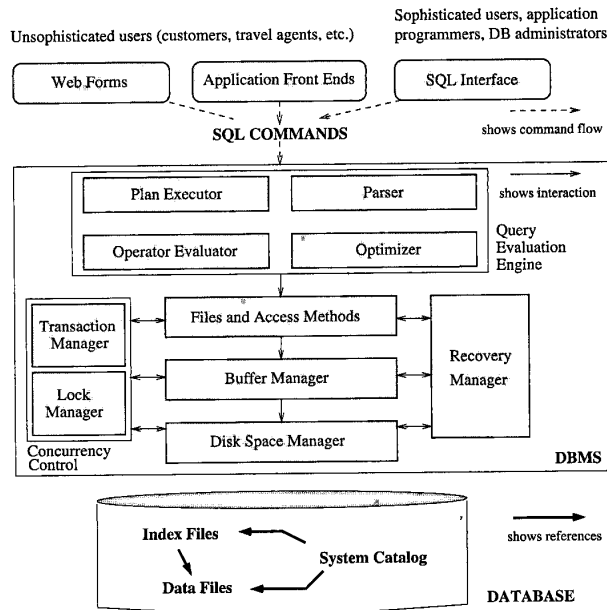 Unsophisticated users (customers, travel agents, etc.)
Sophisticated users, application
programmers, DB administrators
Web Forms
Application Front Ends
SQL Interface
SQL COMMANDS
shows command flow
Plan Executor
Parser
shows interaction
Operator Evaluator
Optimizer
Query
Evaluation
Engine
Files and Access Methods
Transaction
Manager
Buffer Manager
Recovery
Manager
Lock
Manager
Disk Space Manager
Concurrency
Control
DBMS
Index Files
System Catalog
shows references
Data Files
DATABASE